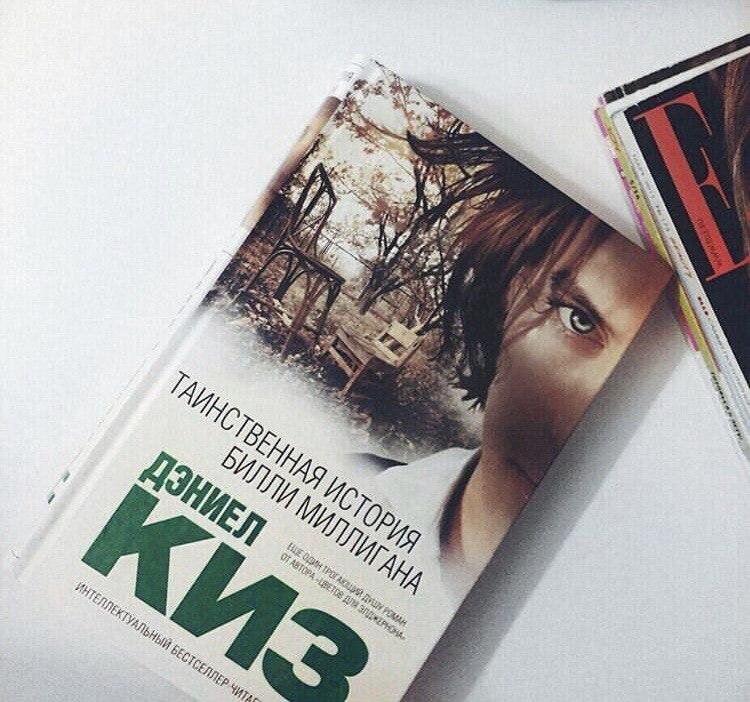 ТАИНСТВЕННАЯ ИСТОРИЯ
БИЛЛИ МИЛЛИГАНА
ДЭНИЕЛ
КИЗ
ЕЩЕ ОДИН ТРОГАЮЩИЙ ДУШУ РОМАН
ОТ АВТОРА «ЦВЕТОВ ДЛЯ ЭЛДЖЕРНОНА»
ИНТЕЛЛЕКТУАЛЬНЫЙ БЕСТСЕЛЛЕР
E